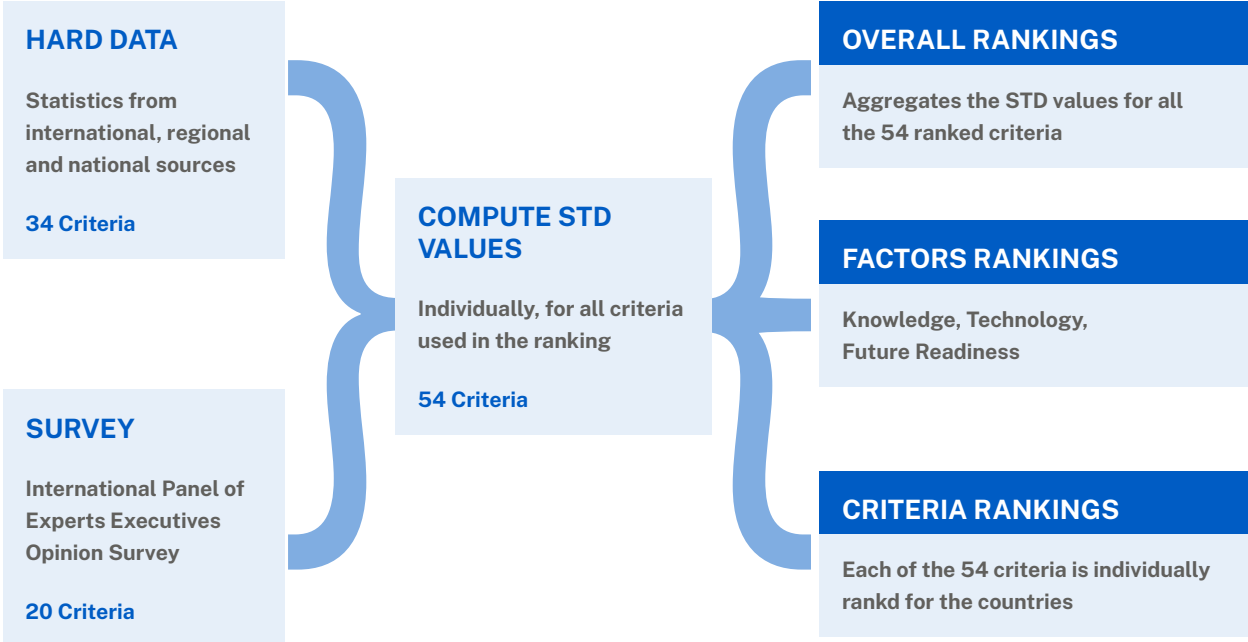 HARD DATA
Statistics from
international, regional
and national sources
34 Criteria
SURVEY
International Panel of
Experts Executives
Opinion Survey
20 Criteria
COMPUTE STD
VALUES
Individually, for all criteria
used in the ranking
54 Criteria
OVERALL RANKINGS
Aggregates the STD values for all
the 54 ranked criteria
FACTORS RANKINGS
Knowledge, Technology,
Future Readiness
CRITERIA RANKINGS
Each of the 54 criteria is individually
rankd for the countries